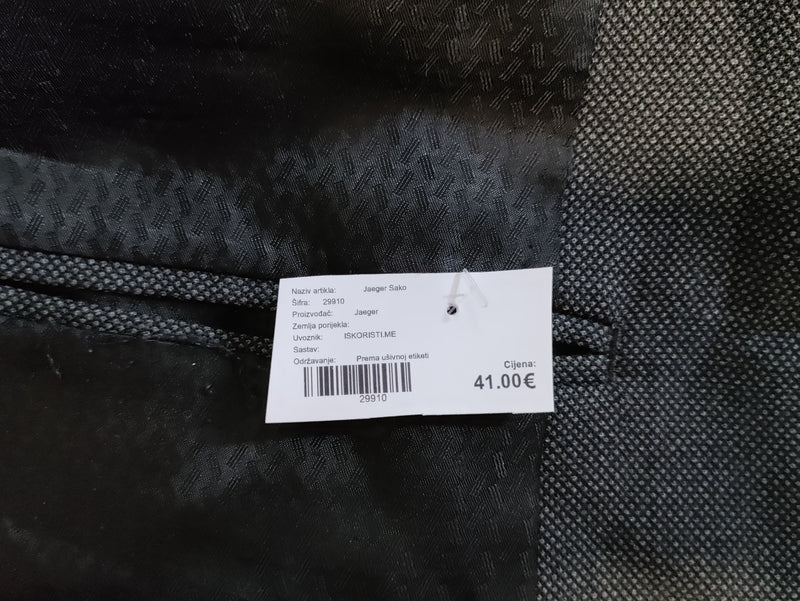 Naziv artikla: Jaeger Sako
Šifra: 29910
Proizvođač: Jaeger
Zemlja porijekla:
Uvoznik: ISKORISTI.ME
Sastav:
Održavanje: Prema ušivnoj etiketi
29910
Cijena:
41.00€